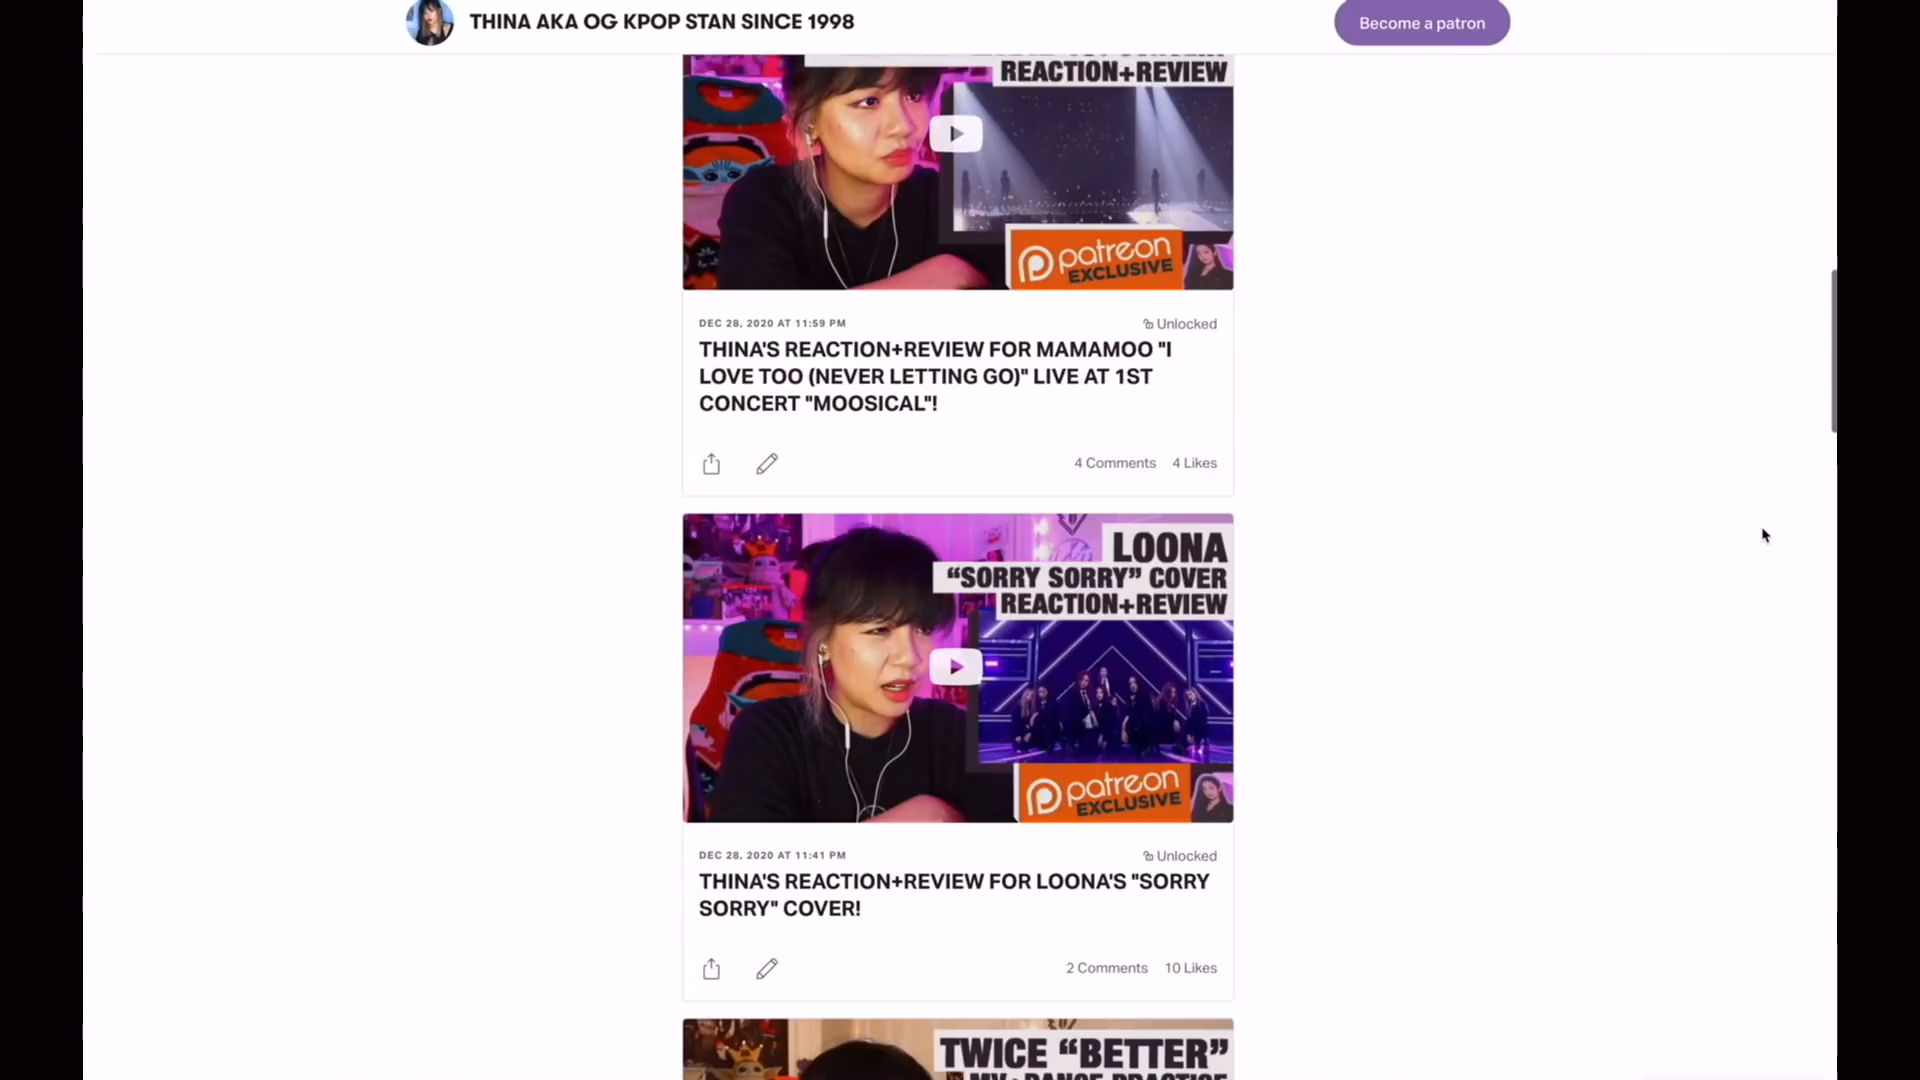 THINA AKA OG KPOP STAN SINCE 1998
Become a patron
REACTION+REVIEW
patreon
EXCLUSIVE
DEC 28, 2020 AT 11:59 PM
Unlocked
THINA'S REACTION+REVIEW FOR MAMAMOO "I
LOVE TOO (NEVER LETTING GO)" LIVE AT 1ST
CONCERT "MOOSICAL"!
4 Comments
4 Likes
LOONA
“SORRY SORRY” COVER
REACTION+REVIEW
patreon
EXCLUSIVE
DEC 28, 2020 AT 11:41 PM
Unlocked
THINA'S REACTION+REVIEW FOR LOONA'S "SORRY
SORRY" COVER!
2 Comments
10 Likes
TWICE “BETTER”
MV+DANCE PRACTICE